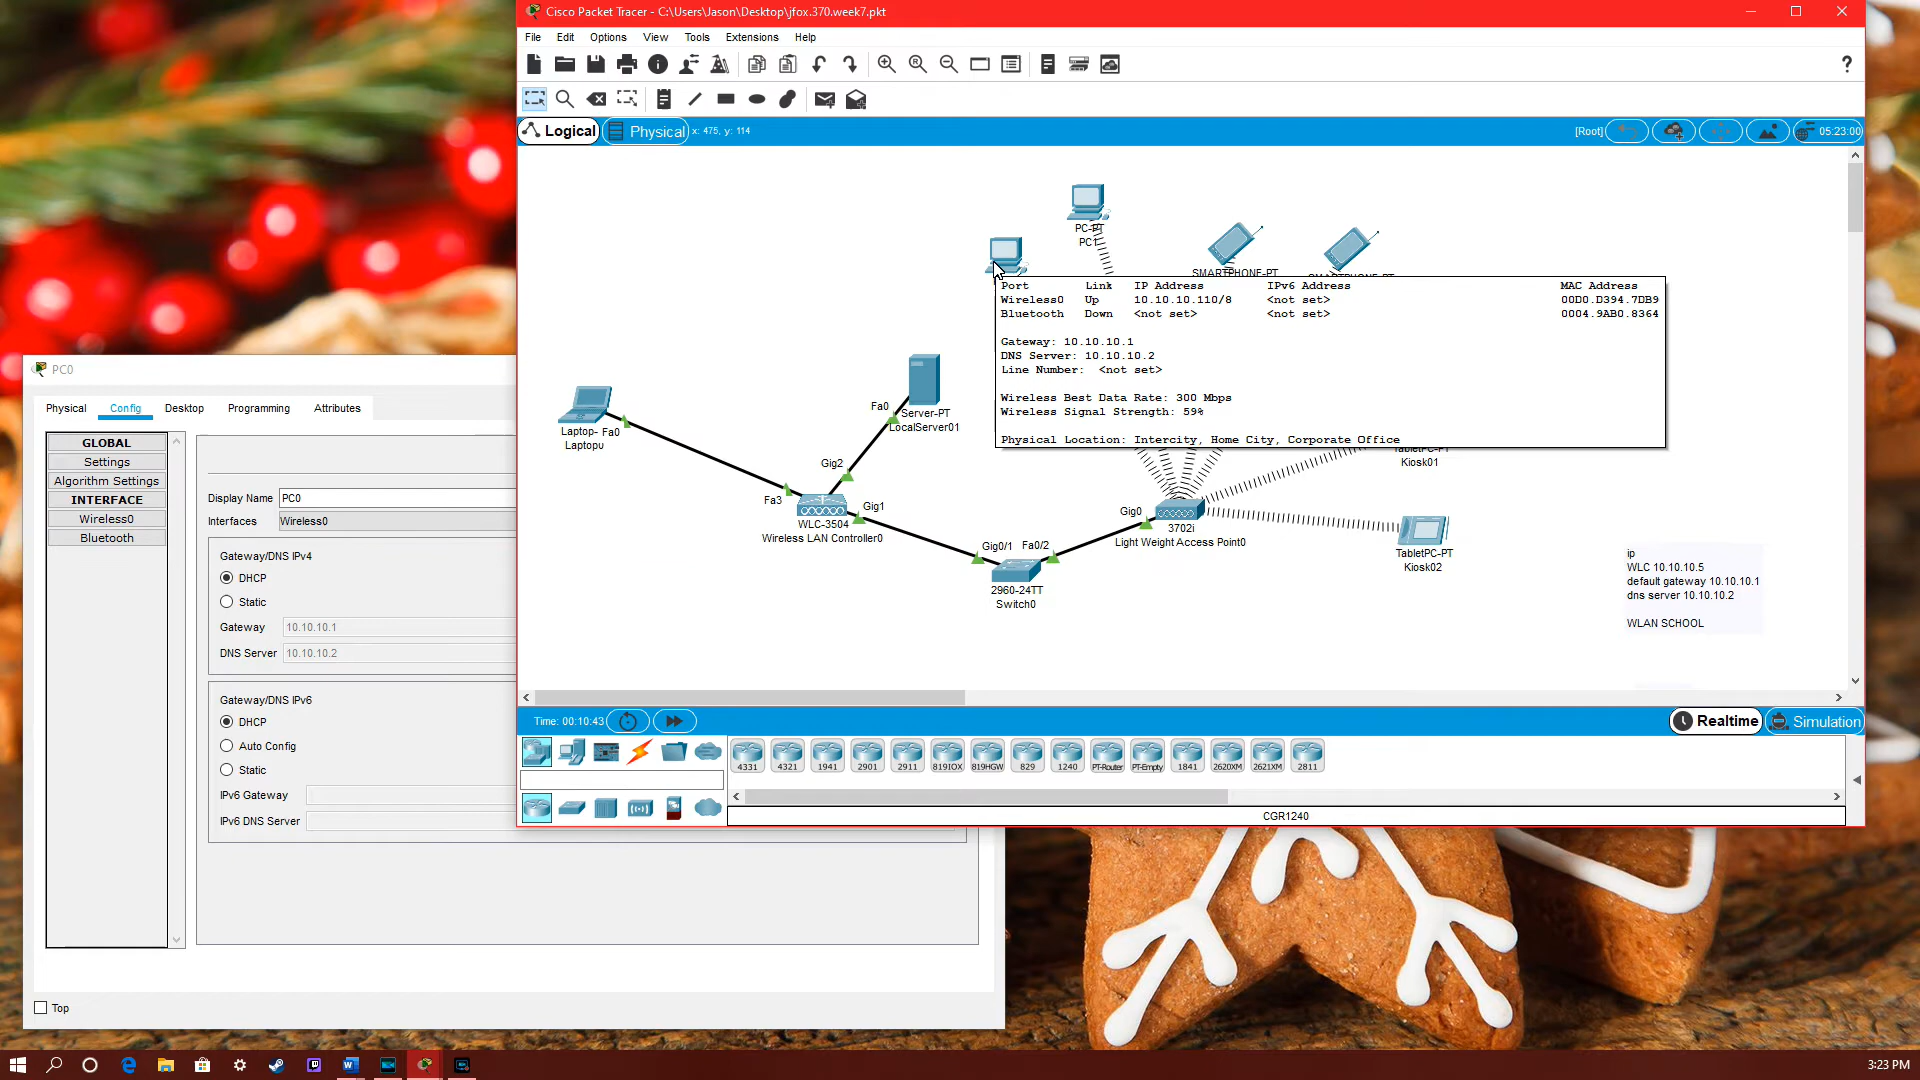 Cisco Packet Tracer - C:\Users\Jason\Desktop\jfox.370.week7.pkt
File Edit Options View Tools Extensions Help
?
Logical Physical x: 475, y: 114 [Root] 05:23:00
PC-PT
PC1
SMARTPHONE-PT
SMARTPHONE-PT
Port Link IP Address IPv6 Address MAC Address
Wireless0 Up 10.10.10.110/8 <not set> 00D0.D394.7DB9
Bluetooth Down <not set> <not set> 0004.9AB0.8364
Gateway: 10.10.10.1
DNS Server: 10.10.10.2
Line Number: <not set>
Wireless Best Data Rate: 300 Mbps
Wireless Signal Strength: 59%
Physical Location: Intercity, Home City, Corporate Office
TabletPC-PT
Kiosk01
Fa0
Server-PT
LocalServer01
Laptop- Fa0
Laptop0
Gig2
Fa3
Gig1
WLC-3504
Wireless LAN Controller0
Gig0
3702i
Light Weight Access Point0
Gig0/1 Fa0/2
2960-24TT
Switch0
TabletPC-PT
Kiosk02
ip
WLC 10.10.10.5
default gateway 10.10.10.1
dns server 10.10.10.2
WLAN SCHOOL
Time: 00:10:43
Realtime Simulation
4331 4321 1941 2901 2911 819IOX 819HGW 829 1240 PT-Router PT-Empty 1841 2620XM 2621XM 2811
CGR1240
PC0
Physical Config Desktop Programming Attributes
GLOBAL
Settings
Algorithm Settings
INTERFACE
Wireless0
Bluetooth
Display Name PC0
Interfaces Wireless0
Gateway/DNS IPv4
DHCP
Static
Gateway 10.10.10.1
DNS Server 10.10.10.2
Gateway/DNS IPv6
DHCP
Auto Config
Static
IPv6 Gateway
IPv6 DNS Server
Top
3:23 PM